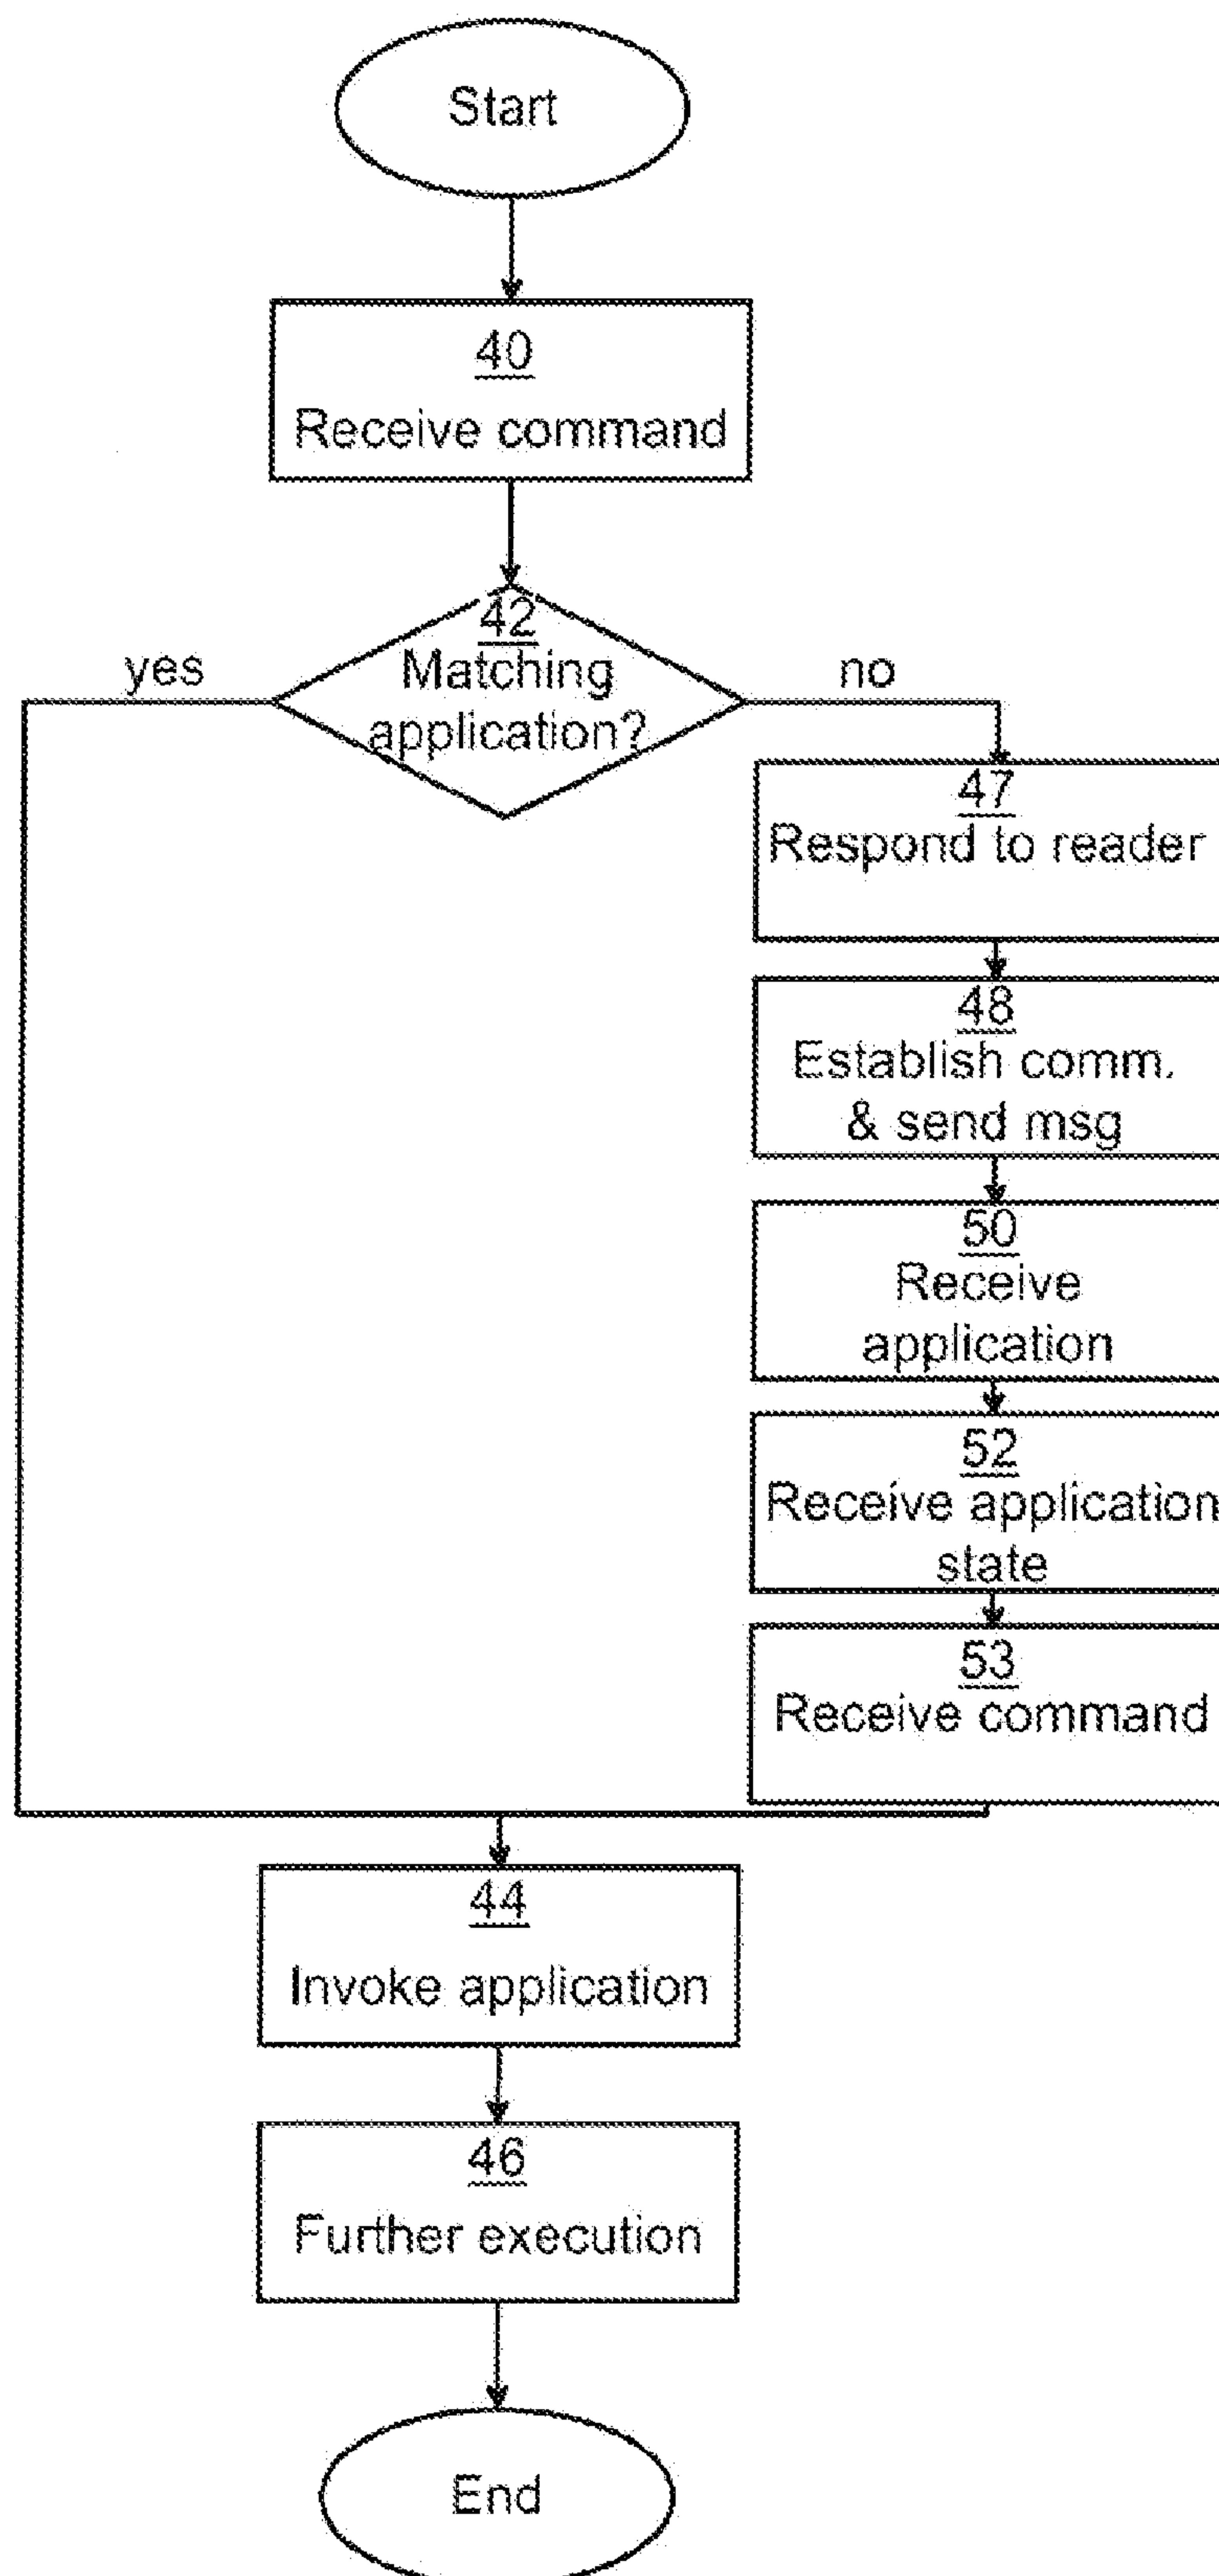 Start
40
Receive command
42
Matching
application?
yes
no
47
Respond to reader
48
Establish comm.
& send msg
50
Receive
application
52
Receive application
state
53
Receive command
44
Invoke application
46
Further execution
End